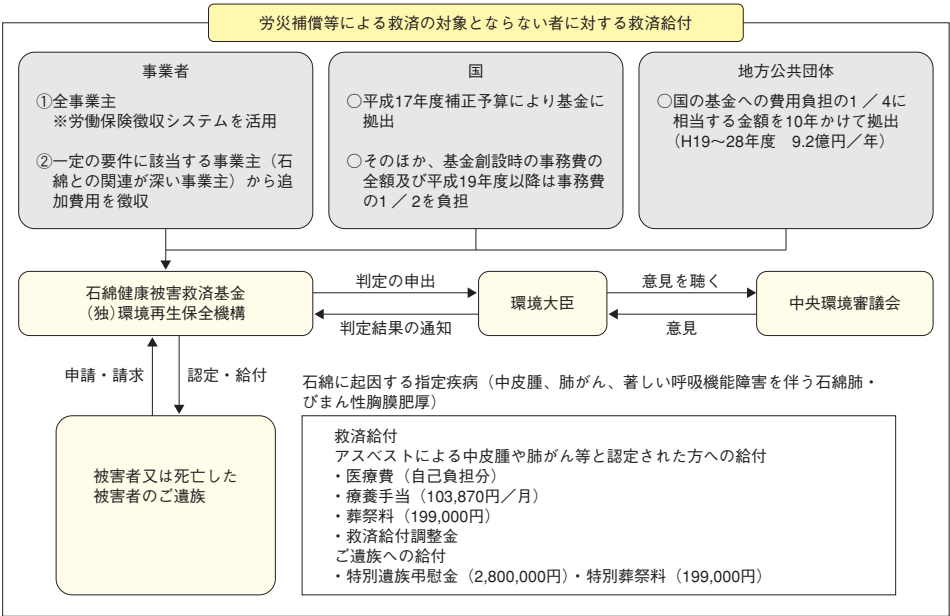 労災補償等による救済の対象とならない者に対する救済給付
事業者
①全事業主
※労働保険徴収システムを活用
②一定の要件に該当する事業主（石
綿との関連が深い事業主）から追
加費用を徴収
国
○平成17年度補正予算により基金に
拠出
○そのほか、基金創設時の事務費の
全額及び平成19年度以降は事務費
の1／2を負担
地方公共団体
○国の基金への費用負担の1／4に
相当する金額を10年かけて拠出
（H19～28年度　9.2億円／年）
石綿健康被害救済基金
（独）環境再生保全機構
判定の申出
判定結果の通知
環境大臣
意見を聴く
意見
中央環境審議会
申請・請求
認定・給付
被害者又は死亡した
被害者のご遺族
石綿に起因する指定疾病（中皮腫、肺がん、著しい呼吸機能障害を伴う石綿肺・
びまん性胸膜肥厚）
救済給付
アスベストによる中皮腫や肺がん等と認定された方への給付
・医療費（自己負担分）
・療養手当（103,870円／月）
・葬祭料（199,000円）
・救済給付調整金
ご遺族への給付
・特別遺族弔慰金（2,800,000円）・特別葬祭料（199,000円）